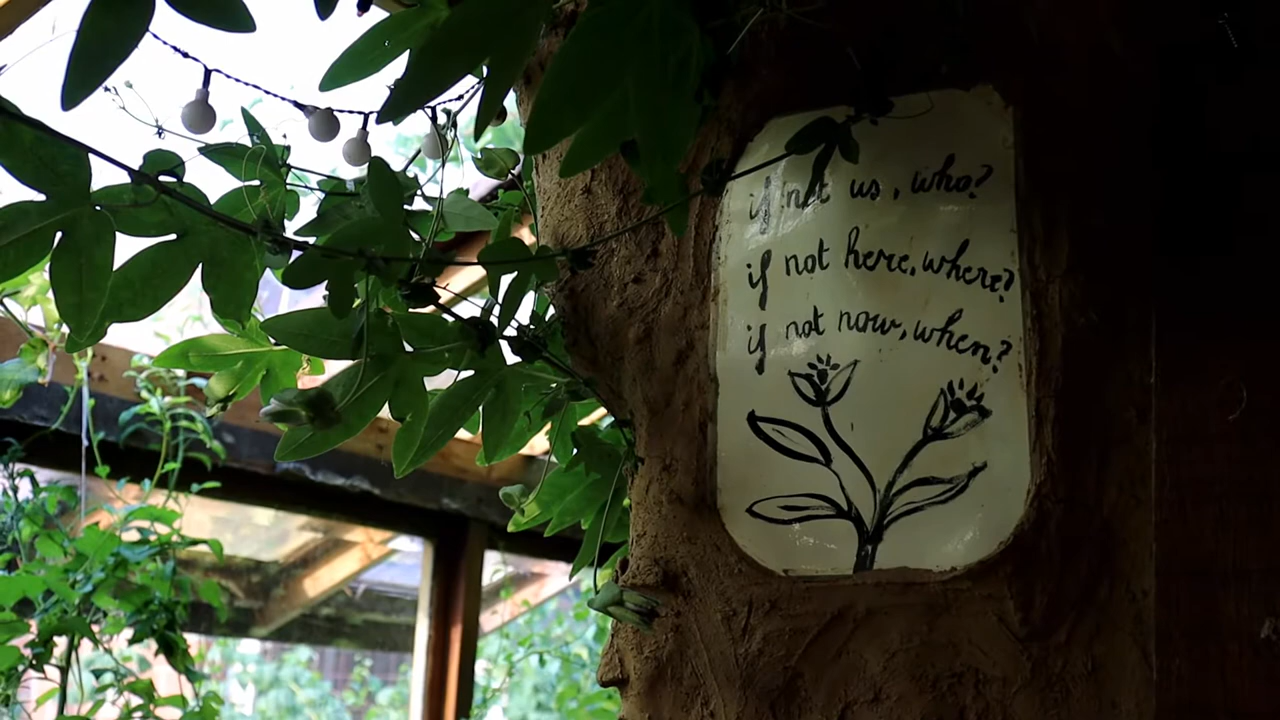 if not us, who?
if not here, where?
if not now, when?